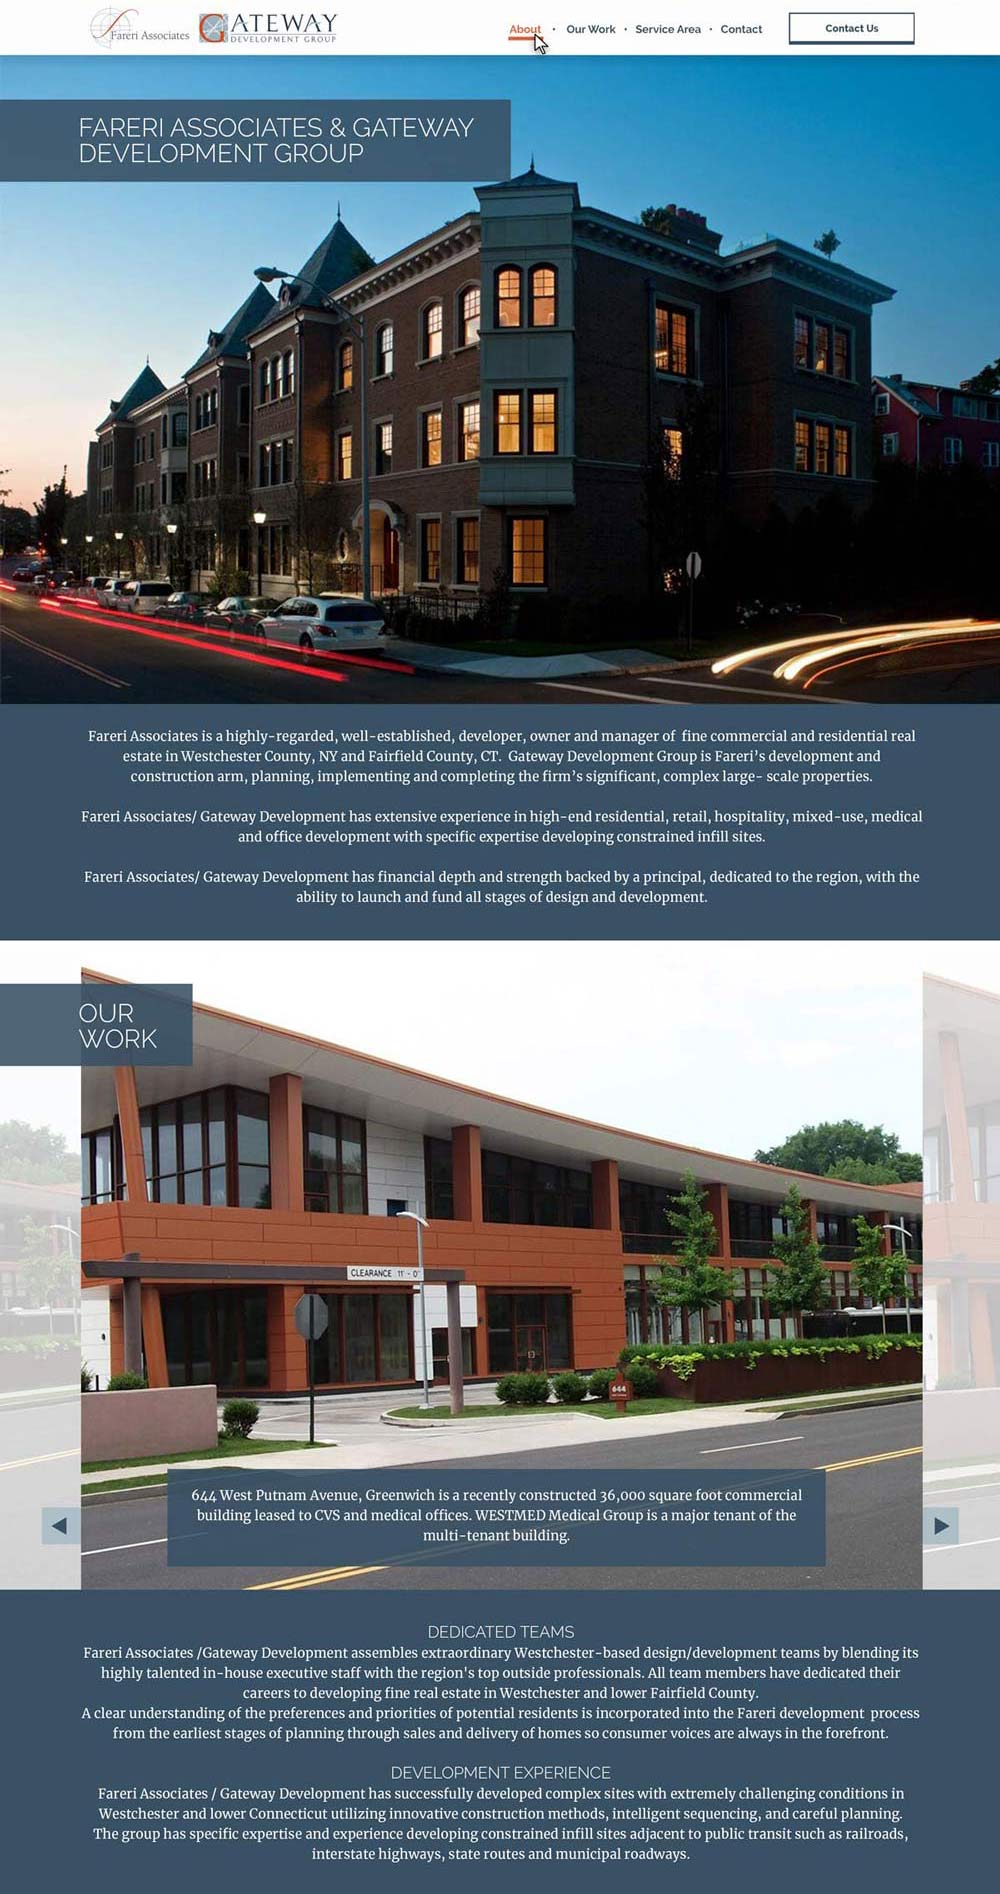 Fareri Associates
GATEWAY
DEVELOPMENT GROUP
About • Our Work • Service Area • Contact
Contact Us
FARERI ASSOCIATES & GATEWAY
DEVELOPMENT GROUP
Fareri Associates is a highly-regarded, well-established, developer, owner and manager of fine commercial and residential real
estate in Westchester County, NY and Fairfield County, CT. Gateway Development Group is Fareri’s development and
construction arm, planning, implementing and completing the firm’s significant, complex large- scale properties.
Fareri Associates/ Gateway Development has extensive experience in high-end residential, retail, hospitality, mixed-use, medical
and office development with specific expertise developing constrained infill sites.
Fareri Associates/ Gateway Development has financial depth and strength backed by a principal, dedicated to the region, with the
ability to launch and fund all stages of design and development.
OUR
WORK
CLEARANCE 11' - 0"
644
644 West Putnam Avenue, Greenwich is a recently constructed 36,000 square foot commercial
building leased to CVS and medical offices. WESTMED Medical Group is a major tenant of the
multi-tenant building.
DEDICATED TEAMS
Fareri Associates /Gateway Development assembles extraordinary Westchester-based design/development teams by blending its
highly talented in-house executive staff with the region's top outside professionals. All team members have dedicated their
careers to developing fine real estate in Westchester and lower Fairfield County.
A clear understanding of the preferences and priorities of potential residents is incorporated into the Fareri development process
from the earliest stages of planning through sales and delivery of homes so consumer voices are always in the forefront.
DEVELOPMENT EXPERIENCE
Fareri Associates / Gateway Development has successfully developed complex sites with extremely challenging conditions in
Westchester and lower Connecticut utilizing innovative construction methods, intelligent sequencing, and careful planning.
The group has specific expertise and experience developing constrained infill sites adjacent to public transit such as railroads,
interstate highways, state routes and municipal roadways.